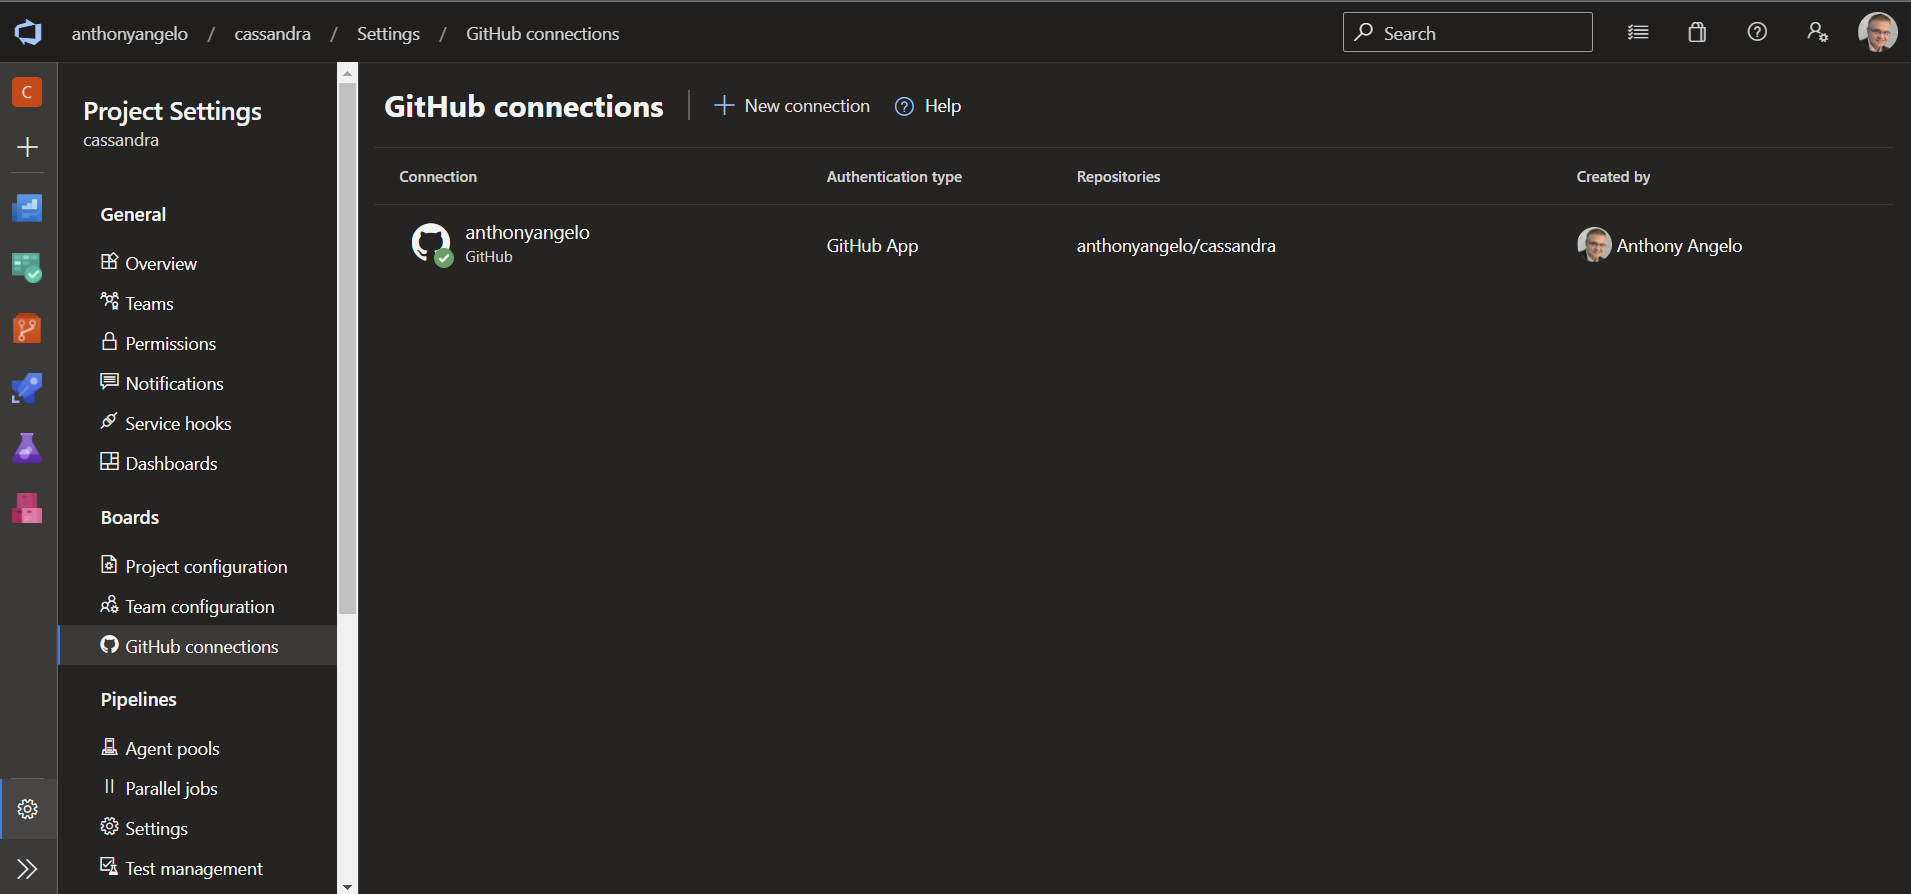 anthonyangelo / cassandra / Settings / GitHub connections
Search
C
Project Settings
cassandra
General
Overview
Teams
Permissions
Notifications
Service hooks
Dashboards
Boards
Project configuration
Team configuration
GitHub connections
Pipelines
Agent pools
Parallel jobs
Settings
Test management
GitHub connections
New connection
Help
Connection Authentication type Repositories Created by
anthonyangelo
GitHub
GitHub App
anthonyangelo/cassandra
Anthony Angelo